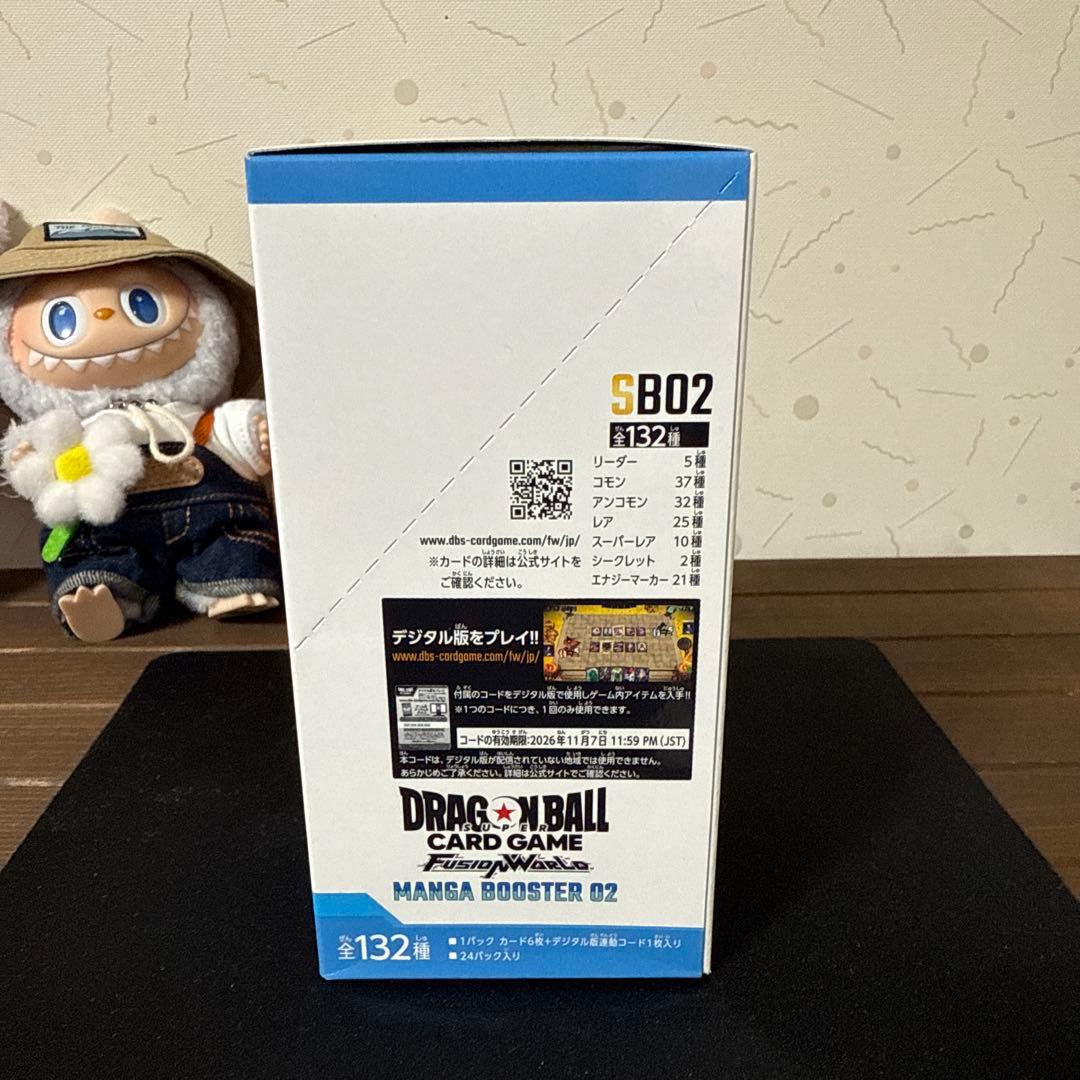 SB02
全132種
リーダー 5種
コモン 37種
アンコモン 32種
レア 25種
スーパーレア 10種
シークレット 2種
エナジーマーカー 21種
www.dbs-cardgame.com/fw/jp/
※カードの詳細は公式サイトを
ご確認ください。
デジタル版をプレイ!!
www.dbs-cardgame.com/fw/jp/
付属のコードをデジタル版で使用しゲーム内アイテムを入手!!
※1つのコードにつき、1回のみ使用できます。
コードの有効期限:2026年11月7日 11:59 PM (JST)
本コードは、デジタル版が配信されていない地域では使用できません。
あらかじめご了承ください。詳細は公式サイトでご確認ください。
DRAGON BALL
SUPER
CARD GAME
FUSION WORLD
MANGA BOOSTER 02
全132種
■1パック カード6枚+デジタル版連動コード1枚入り
■24パック入り